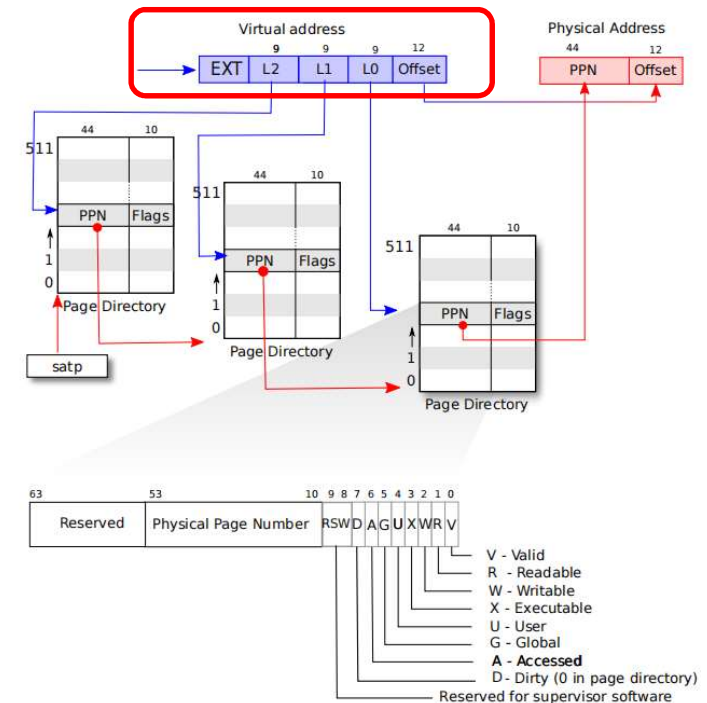 Virtual address
Physical Address
9 9 9 12
44 12
EXT L2 L1 L0 Offset
PPN Offset
44 10
511
PPN Flags
1
0
Page Directory
satp
44 10
511
PPN Flags
1
0
Page Directory
44 10
511
PPN Flags
1
0
Page Directory
63 53 10 9 8 7 6 5 4 3 2 1 0
Reserved Physical Page Number RSW D A G U X W R V
V - Valid
R - Readable
W - Writable
X - Executable
U - User
G - Global
A - Accessed
D - Dirty (0 in page directory)
Reserved for supervisor software